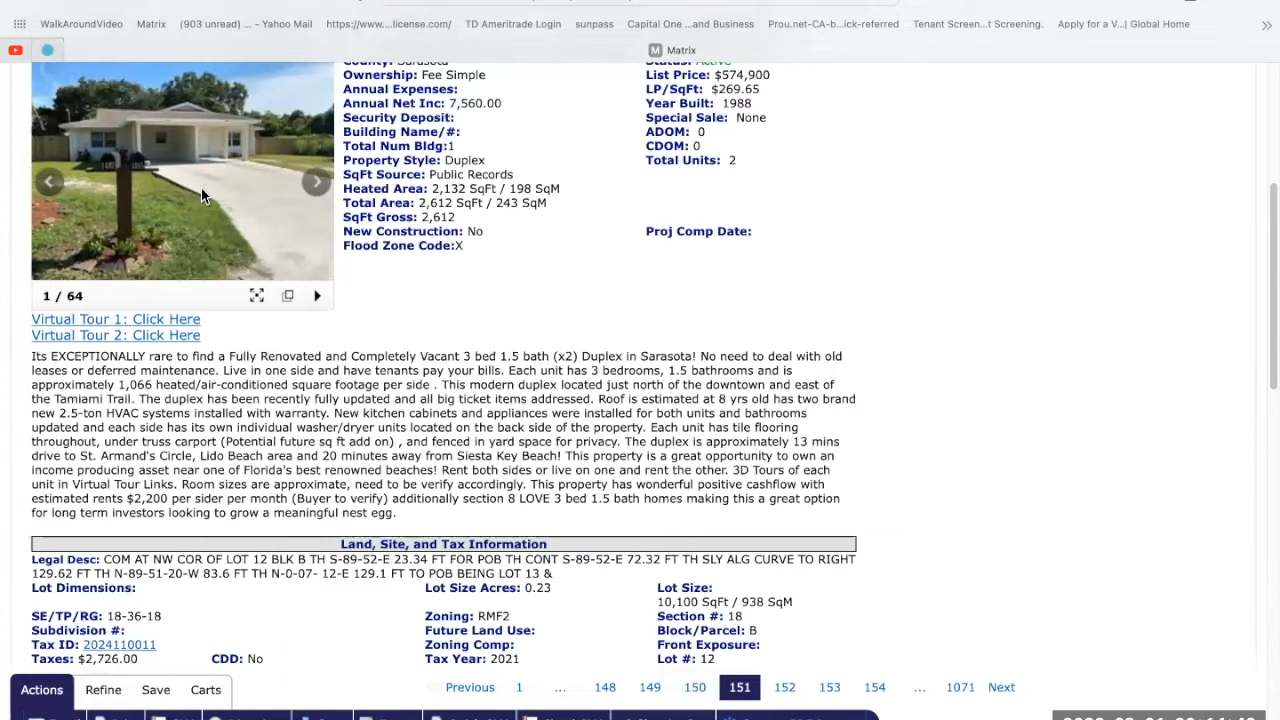 WalkAroundVideo Matrix (903 unread) ... - Yahoo Mail https://www....license.com/ TD Ameritrade Login sunpass Capital One ...and Business Prou.net-CA-b...ick-referred Tenant Screen...t Screening. Apply for a V...| Global Home
M Matrix
County: Sarasota
Status: Active
Ownership: Fee Simple
List Price: $574,900
Annual Expenses:
LP/SqFt: $269.65
Annual Net Inc: 7,560.00
Year Built: 1988
Security Deposit:
Special Sale: None
Building Name/#:
ADOM: 0
Total Num Bldg:1
CDOM: 0
Property Style: Duplex
Total Units: 2
SqFt Source: Public Records
Heated Area: 2,132 SqFt / 198 SqM
Total Area: 2,612 SqFt / 243 SqM
SqFt Gross: 2,612
New Construction: No
Proj Comp Date:
Flood Zone Code:X
1 / 64
Virtual Tour 1: Click Here
Virtual Tour 2: Click Here
Its EXCEPTIONALLY rare to find a Fully Renovated and Completely Vacant 3 bed 1.5 bath (x2) Duplex in Sarasota! No need to deal with old
leases or deferred maintenance. Live in one side and have tenants pay your bills. Each unit has 3 bedrooms, 1.5 bathrooms and is
approximately 1,066 heated/air-conditioned square footage per side . This modern duplex located just north of the downtown and east of
the Tamiami Trail. The duplex has been recently fully updated and all big ticket items addressed. Roof is estimated at 8 yrs old has two brand
new 2.5-ton HVAC systems installed with warranty. New kitchen cabinets and appliances were installed for both units and bathrooms
updated and each side has its own individual washer/dryer units located on the back side of the property. Each unit has tile flooring
throughout, under truss carport (Potential future sq ft add on) , and fenced in yard space for privacy. The duplex is approximately 13 mins
drive to St. Armand's Circle, Lido Beach area and 20 minutes away from Siesta Key Beach! This property is a great opportunity to own an
income producing asset near one of Florida's best renowned beaches! Rent both sides or live on one and rent the other. 3D Tours of each
unit in Virtual Tour Links. Room sizes are approximate, need to be verify accordingly. This property has wonderful positive cashflow with
estimated rents $2,200 per sider per month (Buyer to verify) additionally section 8 LOVE 3 bed 1.5 bath homes making this a great option
for long term investors looking to grow a meaningful nest egg.
Land, Site, and Tax Information
Legal Desc: COM AT NW COR OF LOT 12 BLK B TH S-89-52-E 23.34 FT FOR POB TH CONT S-89-52-E 72.32 FT TH SLY ALG CURVE TO RIGHT
129.62 FT TH N-89-51-20-W 83.6 FT TH N-0-07- 12-E 129.1 FT TO POB BEING LOT 13 &
Lot Dimensions:
Lot Size Acres: 0.23
Lot Size:
10,100 SqFt / 938 SqM
SE/TP/RG: 18-36-18
Zoning: RMF2
Section #: 18
Subdivision #:
Future Land Use:
Block/Parcel: B
Tax ID: 2024110011
Zoning Comp:
Front Exposure:
Taxes: $2,726.00 CDD: No
Tax Year: 2021
Lot #: 12
Actions Refine Save Carts
Previous 1 ... 148 149 150 151 152 153 154 ... 1071 Next